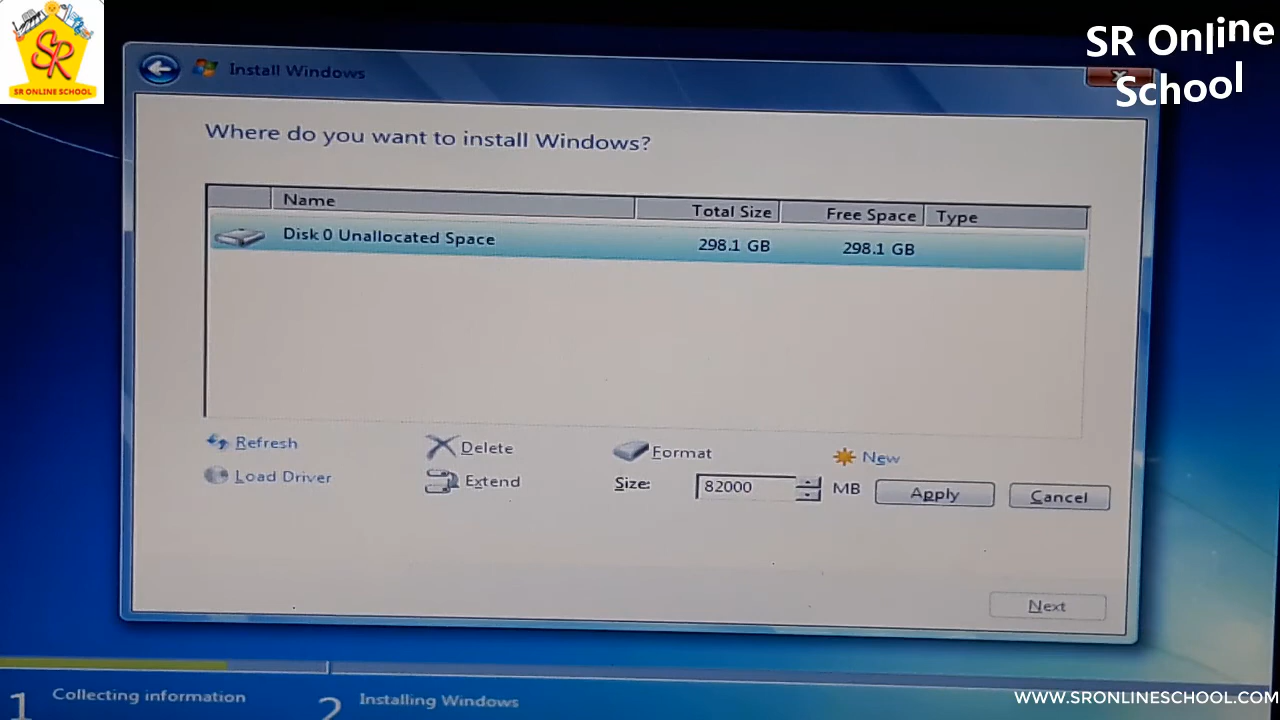 SR
SR ONLINE SCHOOL
SR Online
School
Install Windows
Where do you want to install Windows?
Name Total Size Free Space Type
Disk 0 Unallocated Space 298.1 GB 298.1 GB
Refresh Delete Format New
Load Driver Extend Size: 82000 MB Apply Cancel
Next
1 Collecting information 2 Installing Windows
WWW.SRONLINESCHOOL.COM